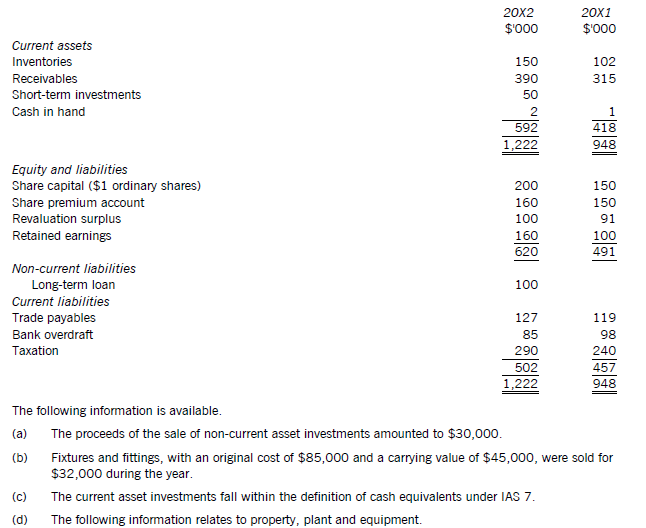 20X2 20X1
$'000 $'000
Current assets
Inventories 150 102
Receivables 390 315
Short-term investments 50
Cash in hand 2 1
592 418
1,222 948
Equity and liabilities
Share capital ($1 ordinary shares) 200 150
Share premium account 160 150
Revaluation surplus 100 91
Retained earnings 160 100
620 491
Non-current liabilities
Long-term loan 100
Current liabilities
Trade payables 127 119
Bank overdraft 85 98
Taxation 290 240
502 457
1,222 948
The following information is available.
(a) The proceeds of the sale of non-current asset investments amounted to $30,000.
(b) Fixtures and fittings, with an original cost of $85,000 and a carrying value of $45,000, were sold for
$32,000 during the year.
(c) The current asset investments fall within the definition of cash equivalents under IAS 7.
(d) The following information relates to property, plant and equipment.